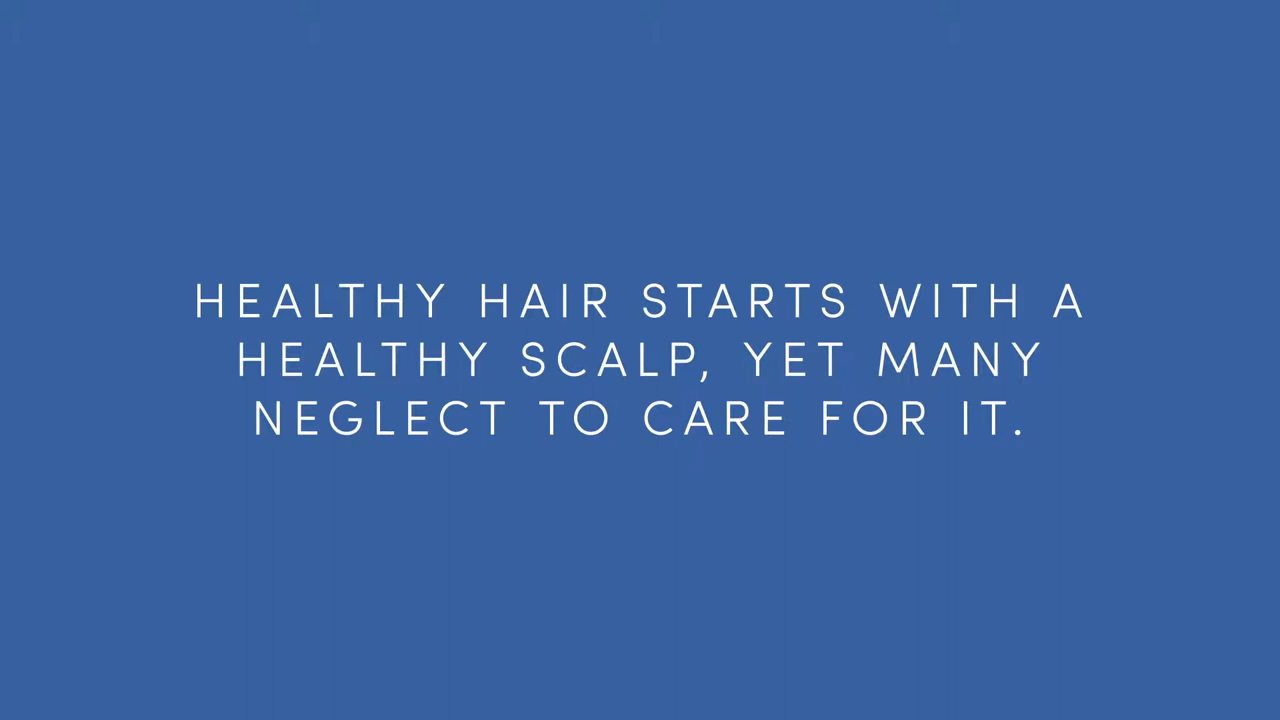 HEALTHY HAIR STARTS WITH A
HEALTHY SCALP, YET MANY
NEGLECT TO CARE FOR IT.